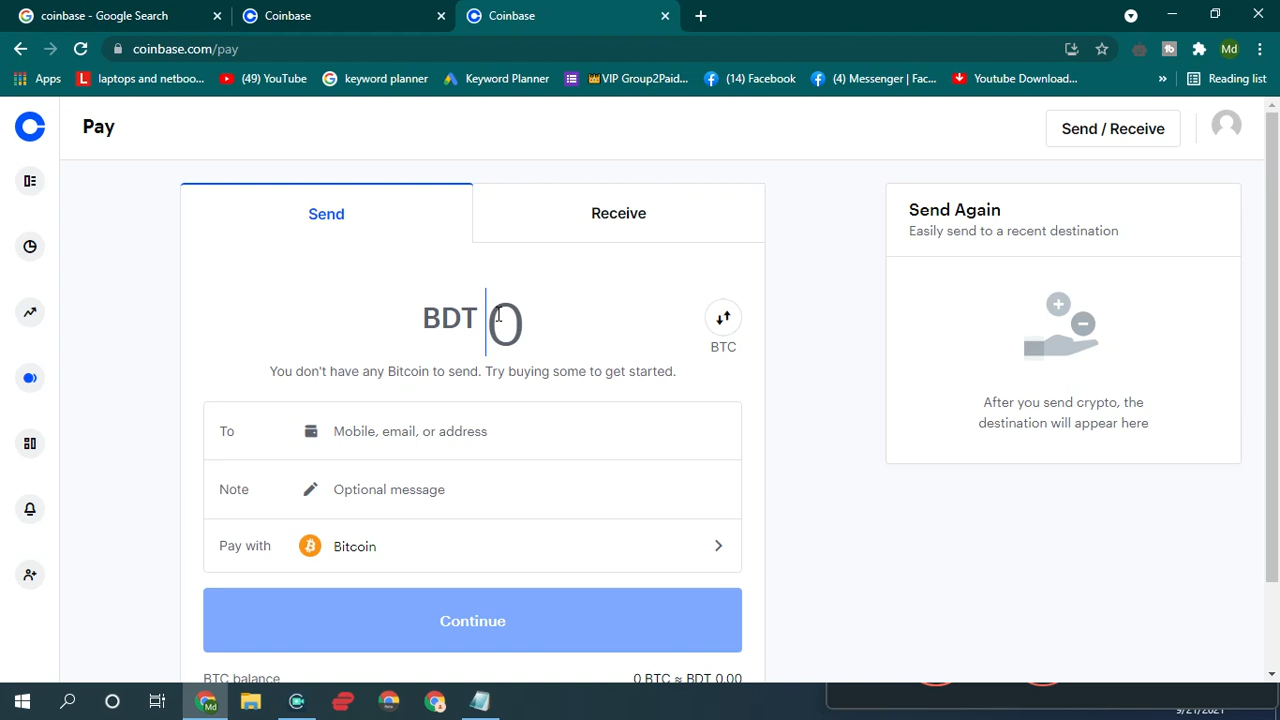 coinbase - Google Search
Coinbase
Coinbase
coinbase.com/pay
Md
Apps
laptops and netboo...
(49) YouTube
keyword planner
Keyword Planner
VIP Group2Paid...
(14) Facebook
(4) Messenger | Fac...
Youtube Download...
»
Reading list
Pay
Send / Receive
Send
Receive
Send Again
Easily send to a recent destination
BDT 0
BTC
You don't have any Bitcoin to send. Try buying some to get started.
To
Mobile, email, or address
After you send crypto, the
destination will appear here
Note
Optional message
Pay with
Bitcoin
Continue
BTC balance
0 BTC ≈ BDT 0.00
9/21/2021